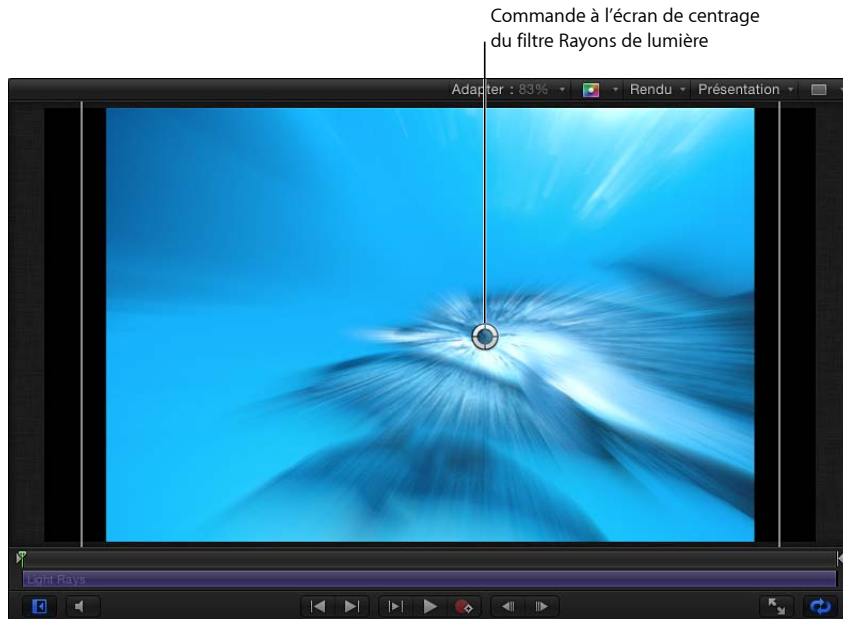 Commande à l’écran de centrage
du filtre Rayons de lumière
Adapter : 83% Rendu Présentation
Light Rays